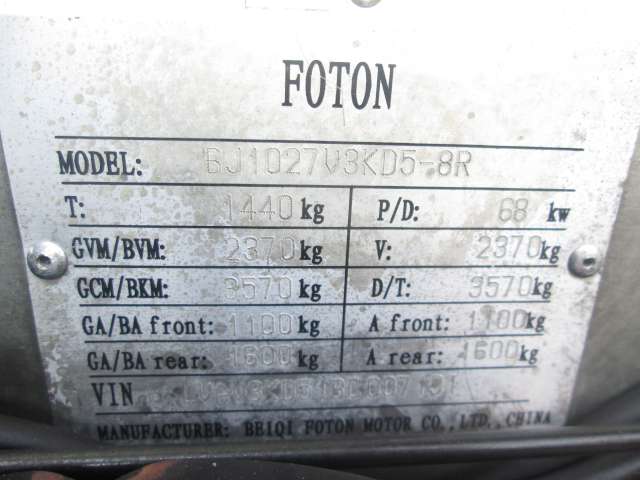 FOTON
MODEL: BJ1027V3KD5-8R
T: 1440 kg P/D: 68 kw
GVM/BVM: 2370 kg V: 2370 kg
GCM/BKM: 3570 kg D/T: 3570 kg
GA/BA front: 1100 kg A front: 1100 kg
GA/BA rear: 1600 kg A rear: 1600 kg
VIN
MANUFACTURER: BEIQI FOTON MOTOR CO., LTD., CHINA